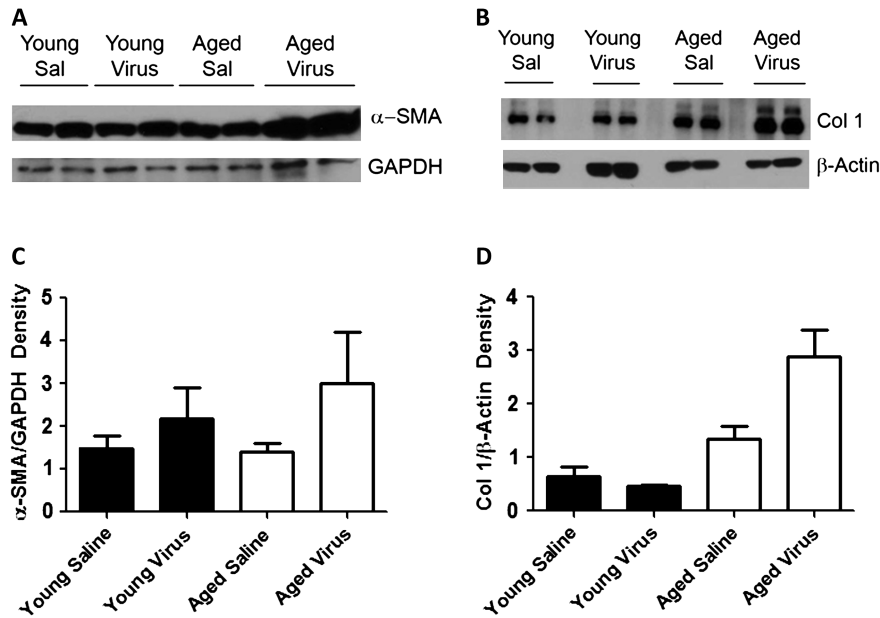 A
Young Sal
Young Virus
Aged Sal
Aged Virus
α-SMA
GAPDH
B
Young Sal
Young Virus
Aged Sal
Aged Virus
Col 1
β-Actin
C
α-SMA/GAPDH Density
5
4
3
2
1
0
Young Saline
Young Virus
Aged Saline
Aged Virus
D
Col 1/β-Actin Density
4
3
2
1
0
Young Saline
Young Virus
Aged Saline
Aged Virus